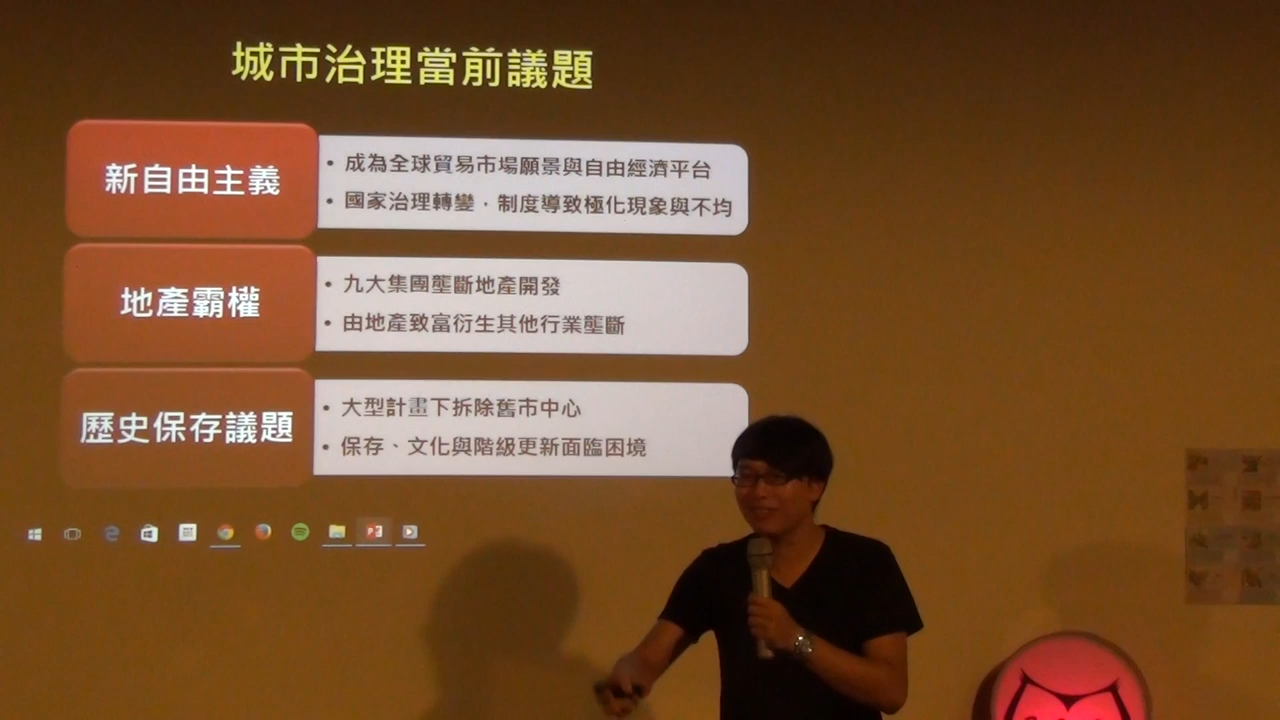 城市治理當前議題
新自由主義
• 成為全球貿易市場願景與自由經濟平台
• 國家治理轉變，制度導致極化現象與不均
地產霸權
• 九大集團壟斷地產開發
• 由地產致富衍生其他行業壟斷
歷史保存議題
• 大型計畫下拆除舊市中心
• 保存、文化與階級更新面臨困境